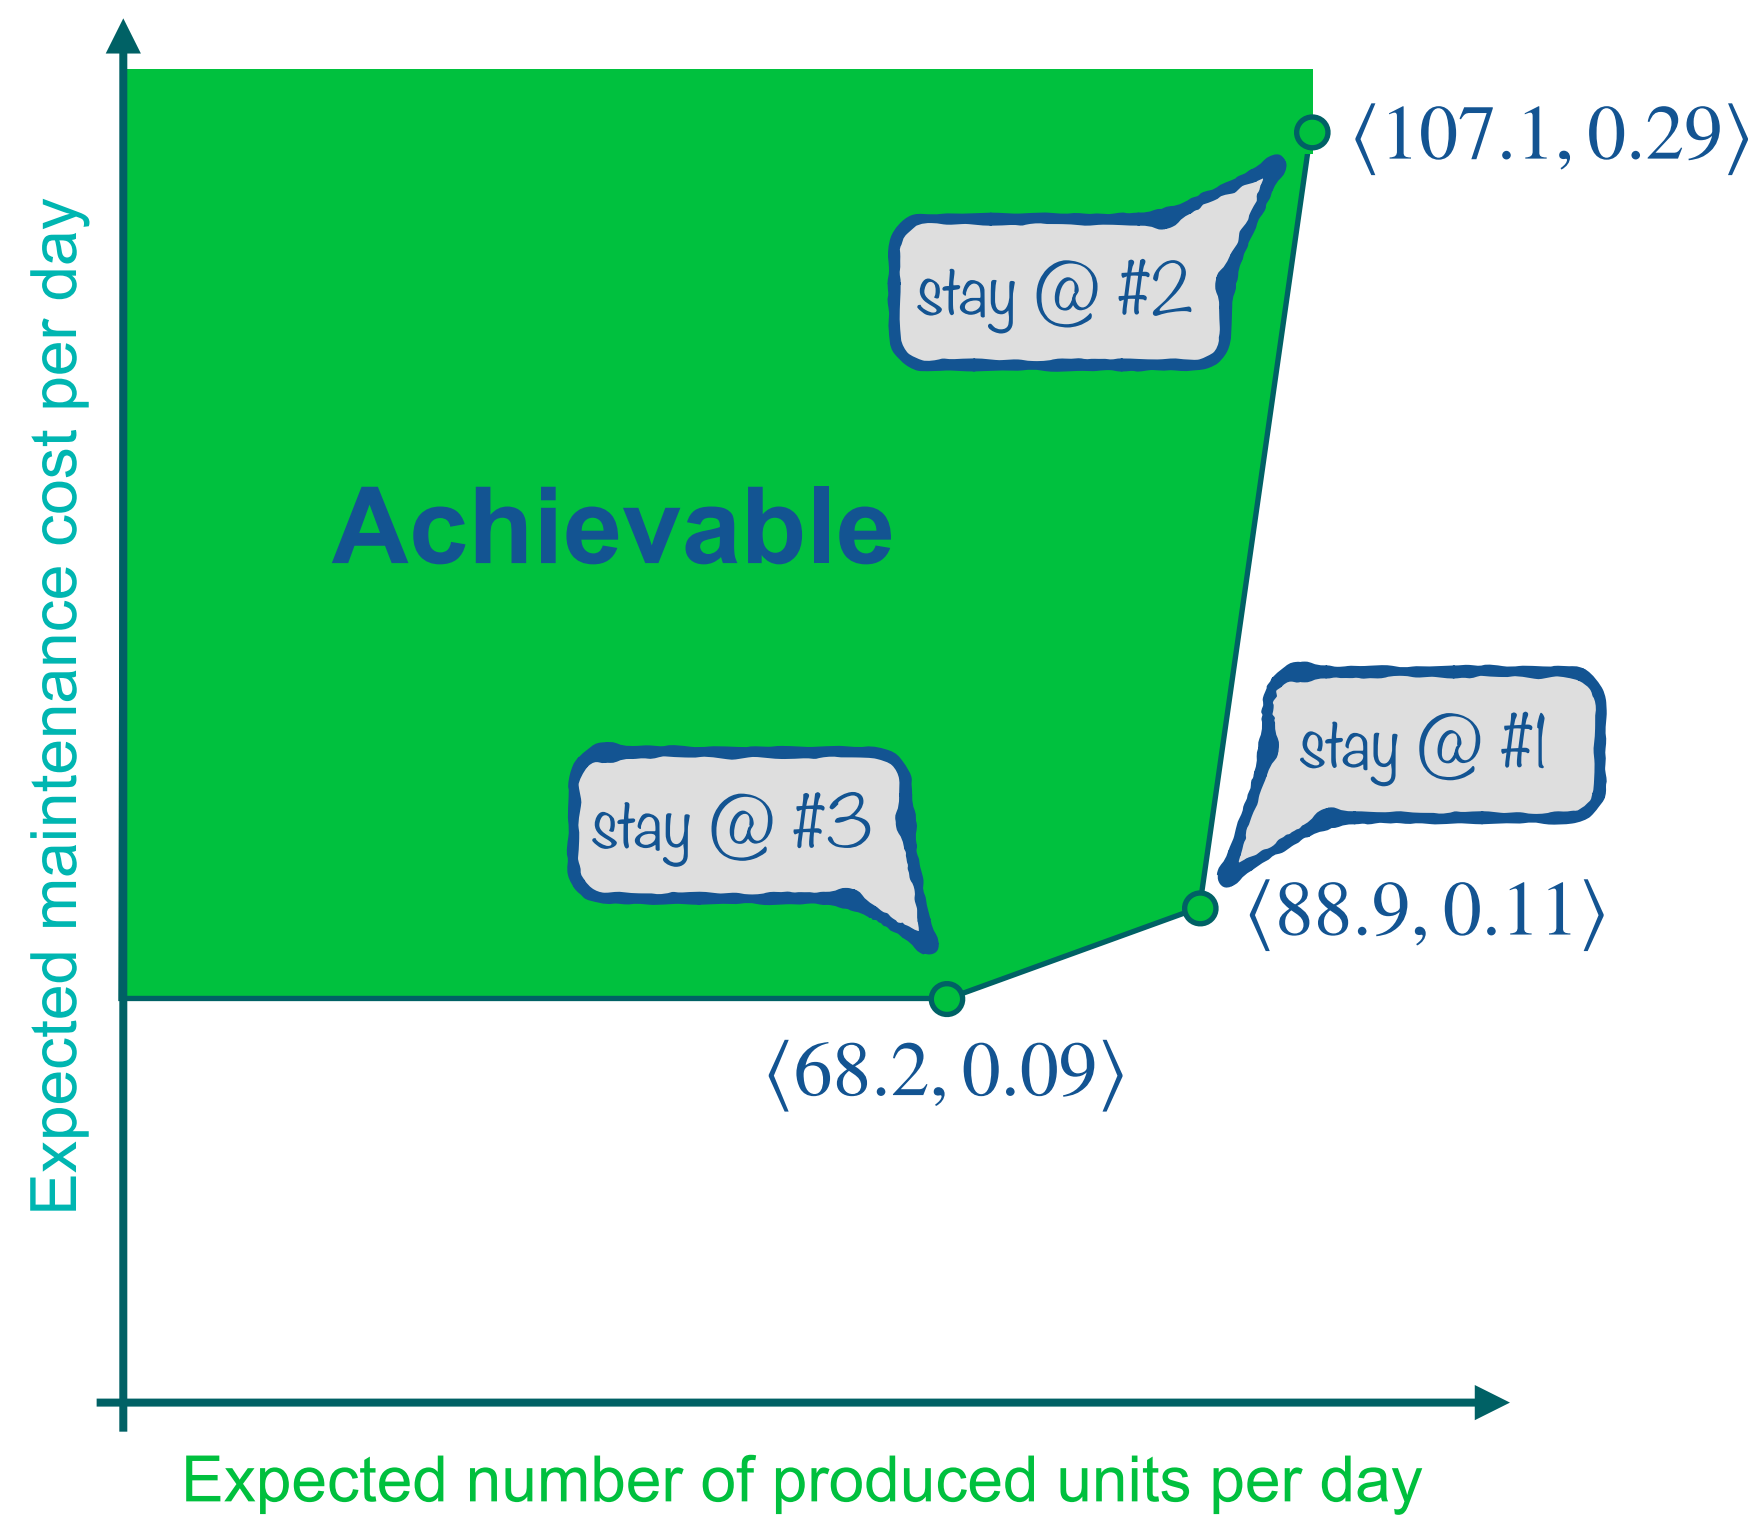 ⟨107.1, 0.29⟩
stay @ #2
Expected maintenance cost per day
Achievable
stay @ #1
stay @ #3
⟨88.9, 0.11⟩
⟨68.2, 0.09⟩
Expected number of produced units per day